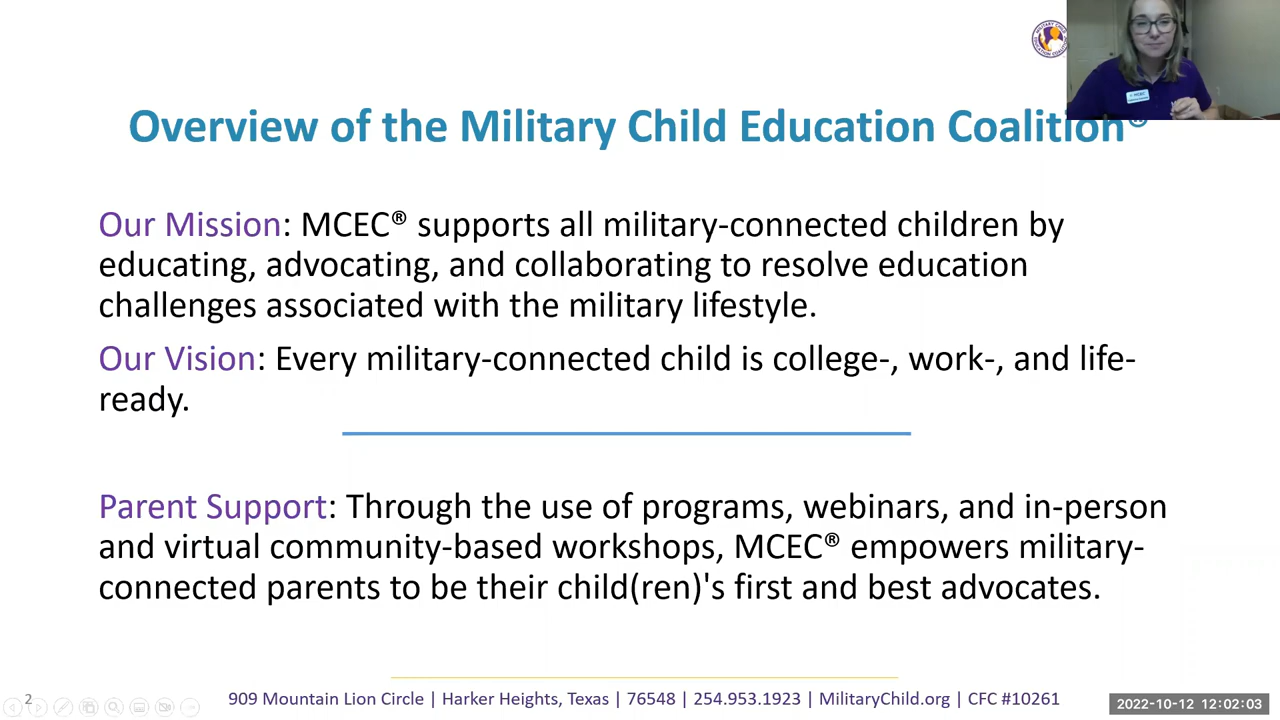 Overview of the Military Child Education Coalition®
Our Mission: MCEC® supports all military-connected children by
educating, advocating, and collaborating to resolve education
challenges associated with the military lifestyle.
Our Vision: Every military-connected child is college-, work-, and life-
ready.
Parent Support: Through the use of programs, webinars, and in-person
and virtual community-based workshops, MCEC® empowers military-
connected parents to be their child(ren)'s first and best advocates.
2
909 Mountain Lion Circle | Harker Heights, Texas | 76548 | 254.953.1923 | MilitaryChild.org | CFC #10261
2022-10-12 12:02:03